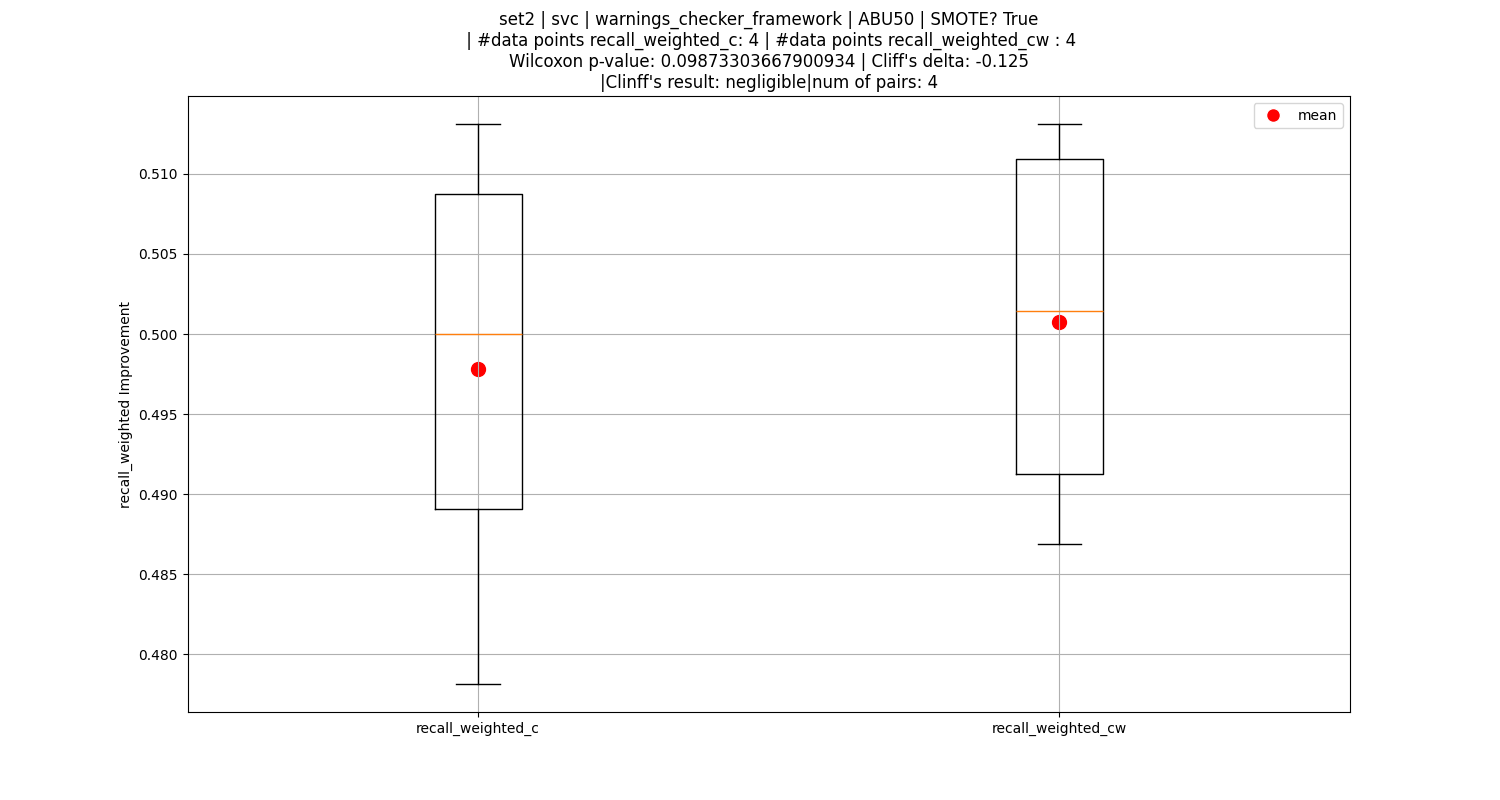 set2 | svc | warnings_checker_framework | ABU50 | SMOTE? True
| #data points recall_weighted_c: 4 | #data points recall_weighted_cw : 4
Wilcoxon p-value: 0.09873303667900934 | Cliff's delta: -0.125
|Clinff's result: negligible|num of pairs: 4
mean
0.510
0.505
0.500
0.495
0.490
0.485
0.480
recall_weighted Improvement
recall_weighted_c
recall_weighted_cw